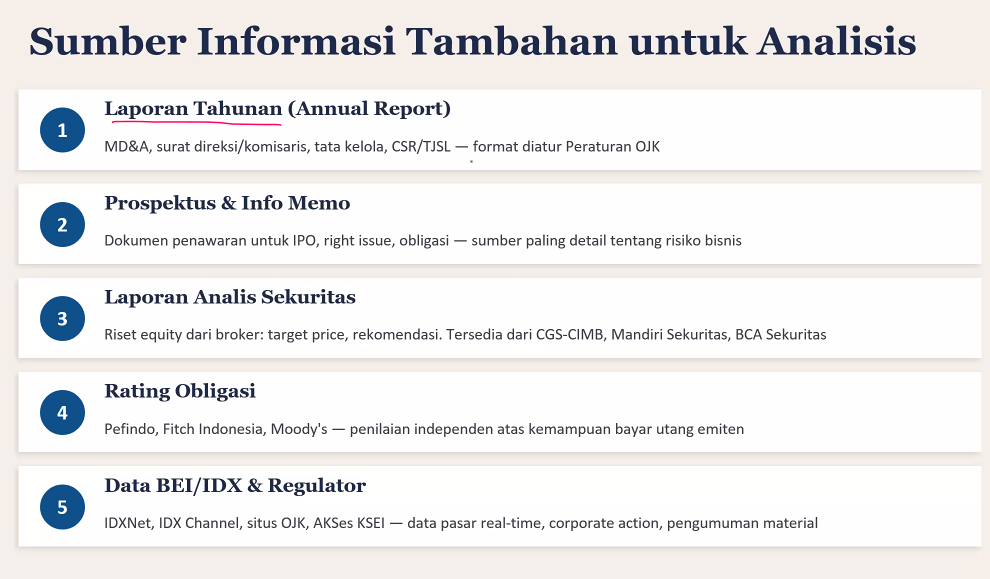 Sumber Informasi Tambahan untuk Analisis
1
Laporan Tahunan (Annual Report)
MD&A, surat direksi/komisaris, tata kelola, CSR/TJSL — format diatur Peraturan OJK
2
Prospektus & Info Memo
Dokumen penawaran untuk IPO, right issue, obligasi — sumber paling detail tentang risiko bisnis
3
Laporan Analis Sekuritas
Riset equity dari broker: target price, rekomendasi. Tersedia dari CGS-CIMB, Mandiri Sekuritas, BCA Sekuritas
4
Rating Obligasi
Pefindo, Fitch Indonesia, Moody's — penilaian independen atas kemampuan bayar utang emiten
5
Data BEI/IDX & Regulator
IDXNet, IDX Channel, situs OJK, AKSes KSEI — data pasar real-time, corporate action, pengumuman material